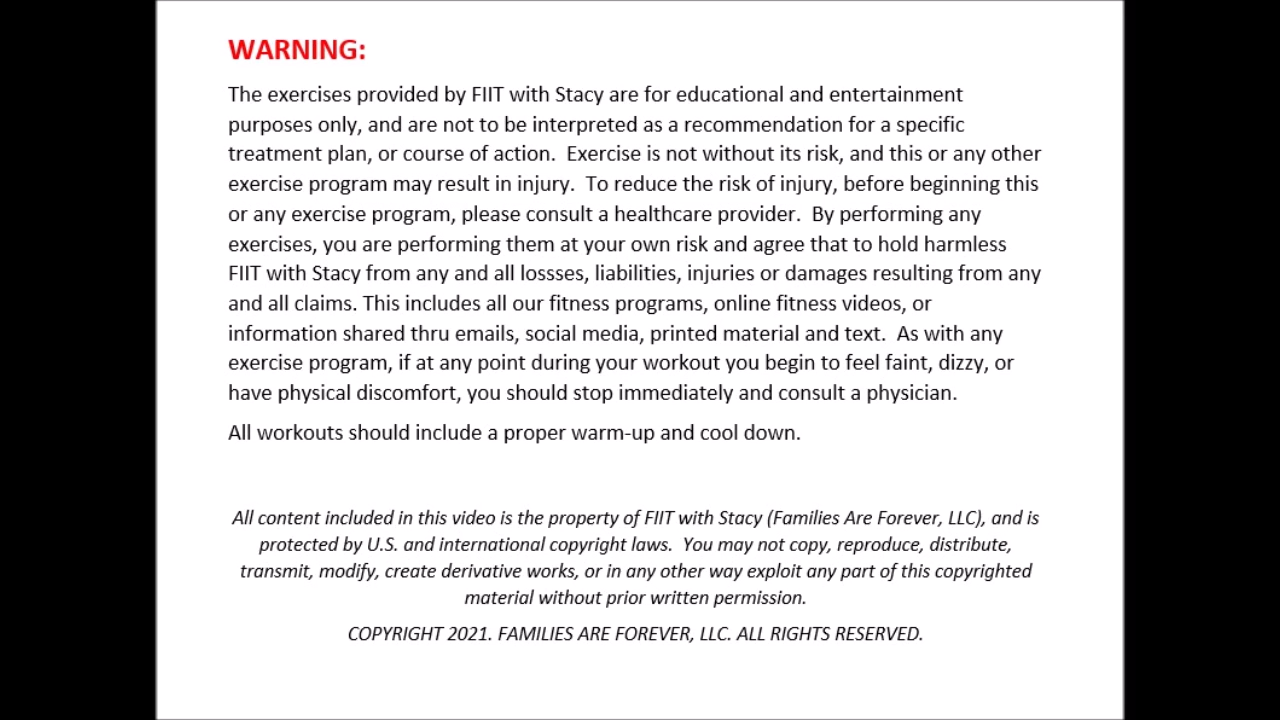 WARNING:
The exercises provided by FIIT with Stacy are for educational and entertainment
purposes only, and are not to be interpreted as a recommendation for a specific
treatment plan, or course of action.  Exercise is not without its risk, and this or any other
exercise program may result in injury.  To reduce the risk of injury, before beginning this
or any exercise program, please consult a healthcare provider.  By performing any
exercises, you are performing them at your own risk and agree that to hold harmless
FIIT with Stacy from any and all lossses, liabilities, injuries or damages resulting from any
and all claims. This includes all our fitness programs, online fitness videos, or
information shared thru emails, social media, printed material and text.  As with any
exercise program, if at any point during your workout you begin to feel faint, dizzy, or
have physical discomfort, you should stop immediately and consult a physician.
All workouts should include a proper warm-up and cool down.
All content included in this video is the property of FIIT with Stacy (Families Are Forever, LLC), and is
protected by U.S. and international copyright laws.  You may not copy, reproduce, distribute,
transmit, modify, create derivative works, or in any other way exploit any part of this copyrighted
material without prior written permission.
COPYRIGHT 2021. FAMILIES ARE FOREVER, LLC. ALL RIGHTS RESERVED.